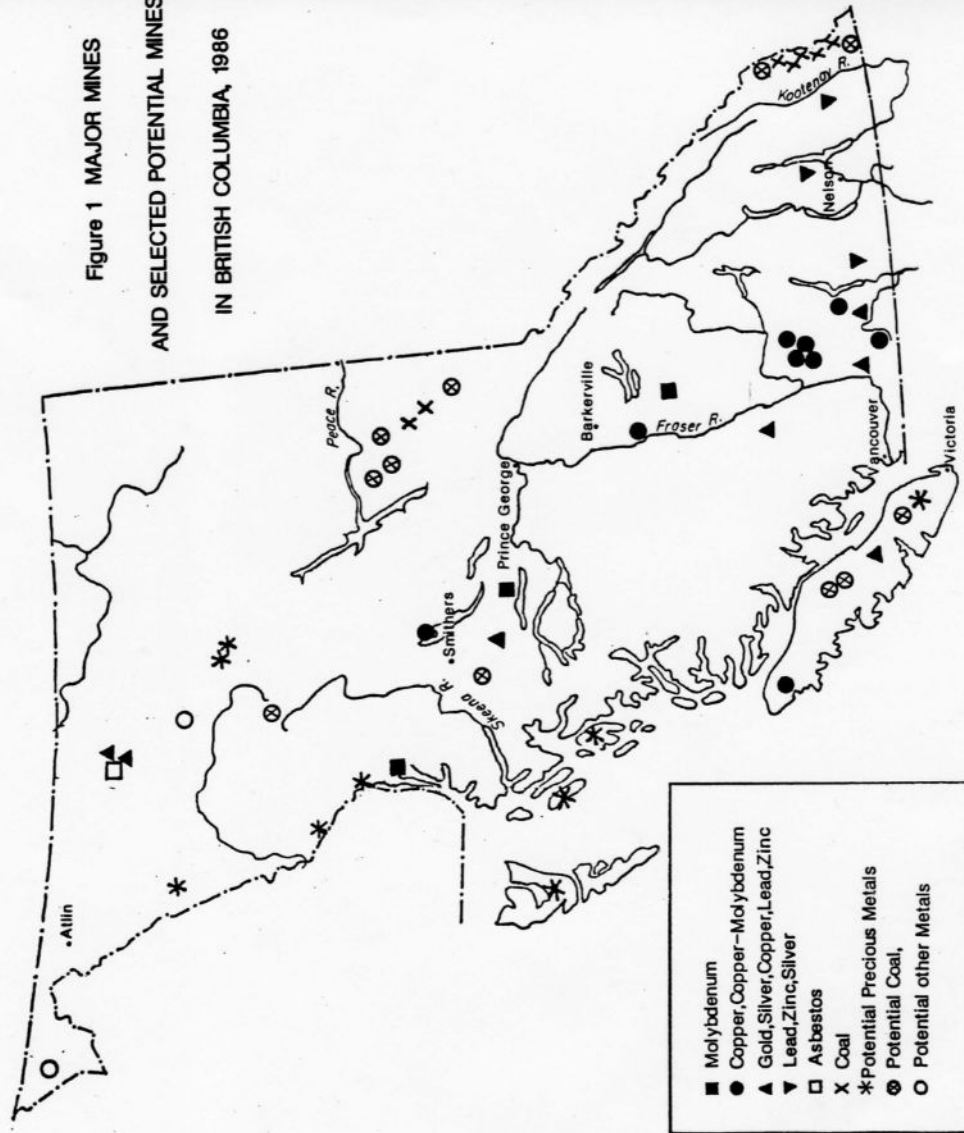 Figure 1 MAJOR MINES
AND SELECTED POTENTIAL MINES
IN BRITISH COLUMBIA, 1986
Atlin
Peace R.
Smithers
Skeena R.
Prince George
Barkerville
Fraser R.
Kootenay R.
Nelson
ancouver
Victoria
Molybdenum
Copper,Copper-Molybdenum
Gold,Silver,Copper,Lead,Zinc
Lead,Zinc,Silver
Asbestos
X Coal
Potential Precious Metals
Potential Coal,
Potential other Metals